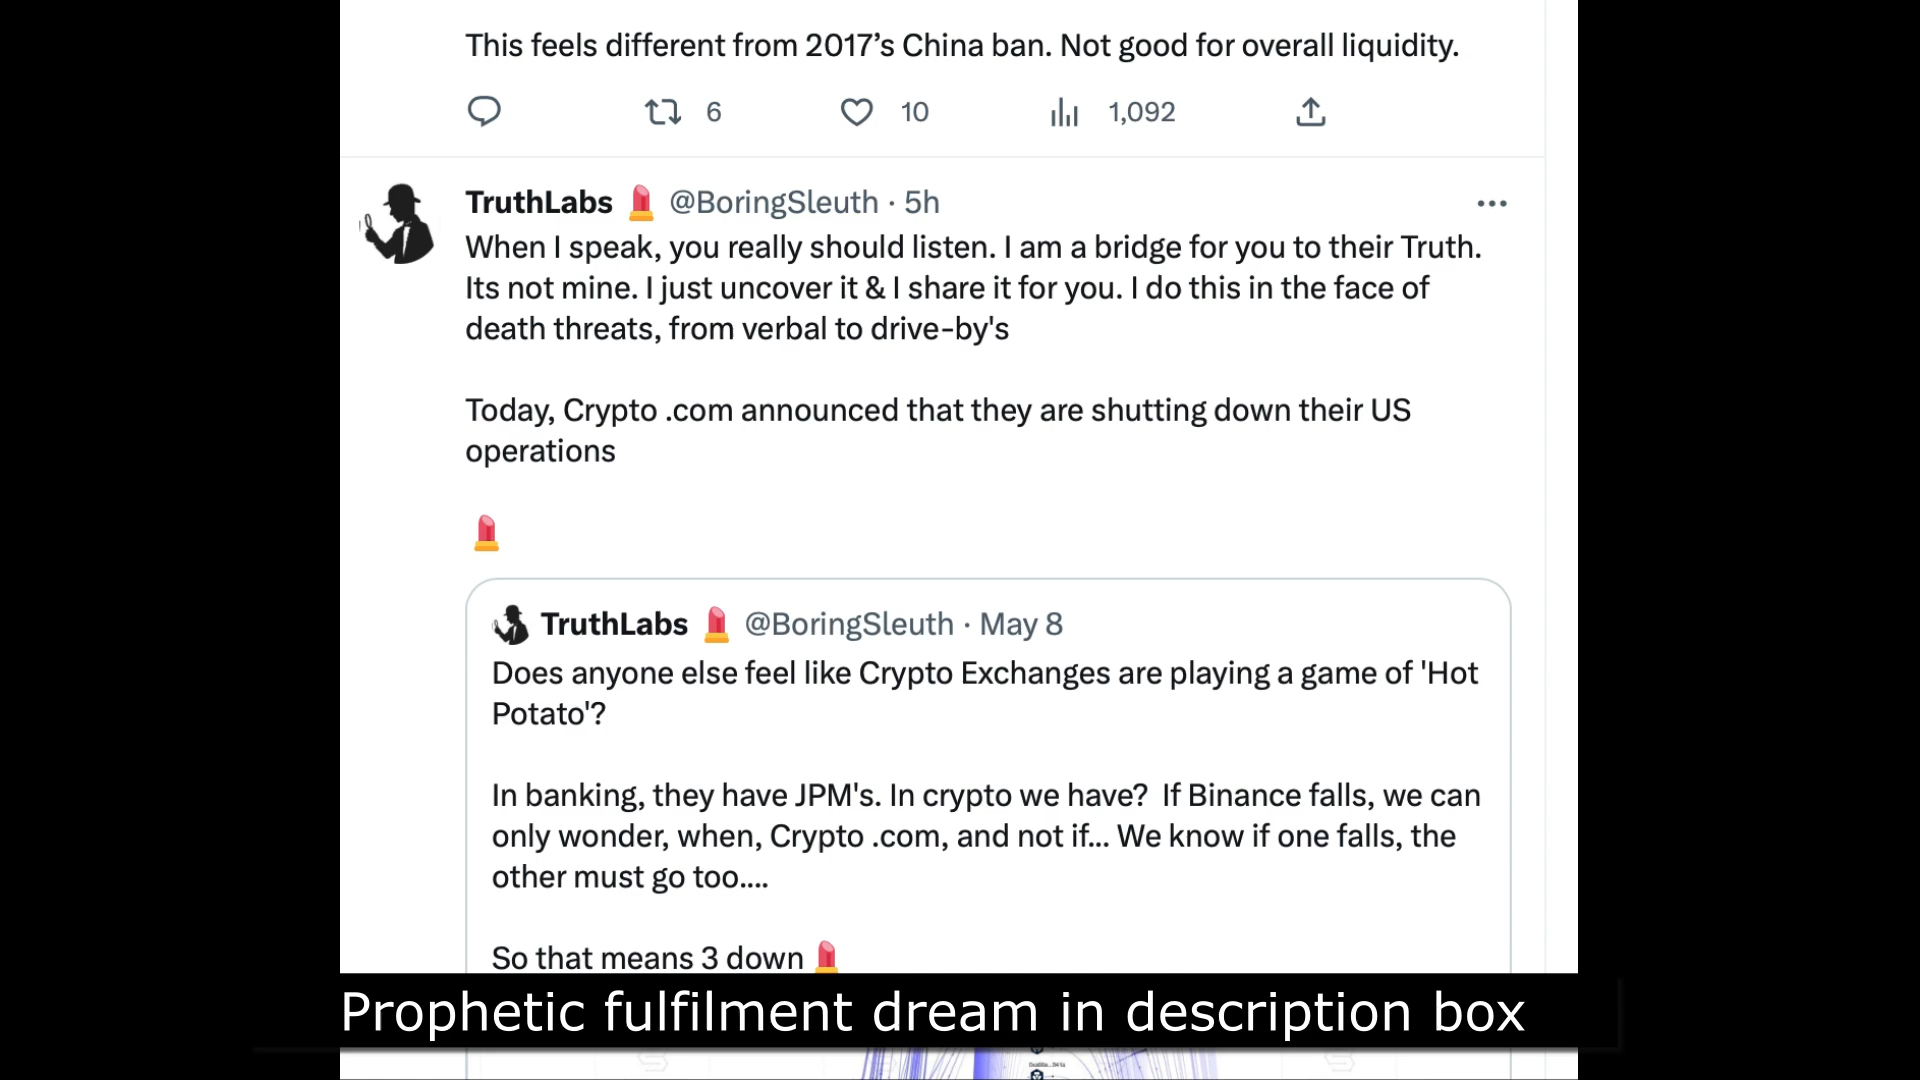 This feels different from 2017’s China ban. Not good for overall liquidity.
6 10 1,092
TruthLabs 💄 @BoringSleuth · 5h
When I speak, you really should listen. I am a bridge for you to their Truth.
Its not mine. I just uncover it & I share it for you. I do this in the face of
death threats, from verbal to drive-by's
Today, Crypto .com announced that they are shutting down their US
operations
💄
TruthLabs 💄 @BoringSleuth · May 8
Does anyone else feel like Crypto Exchanges are playing a game of 'Hot
Potato'?
In banking, they have JPM's. In crypto we have?  If Binance falls, we can
only wonder, when, Crypto .com, and not if... We know if one falls, the
other must go too....
So that means 3 down 💄
Prophetic fulfilment dream in description box